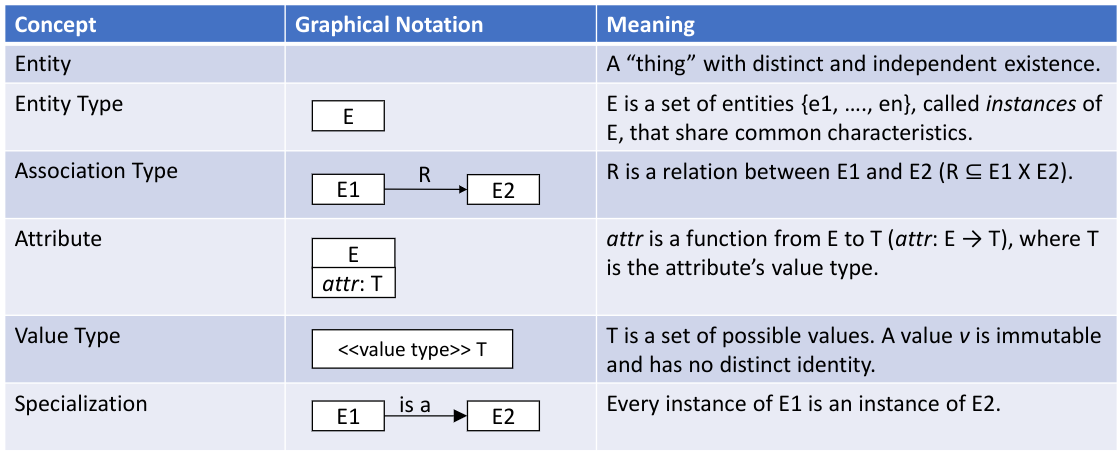 Concept Graphical Notation Meaning
Entity A “thing” with distinct and independent existence.
Entity Type E E is a set of entities {e1, …., en}, called instances of
E, that share common characteristics.
Association Type E1 R E2 R is a relation between E1 and E2 (R ⊆ E1 X E2).
Attribute E attr is a function from E to T (attr: E → T), where T
attr: T is the attribute’s value type.
Value Type <<value type>> T T is a set of possible values. A value v is immutable
and has no distinct identity.
Specialization E1 is a E2 Every instance of E1 is an instance of E2.